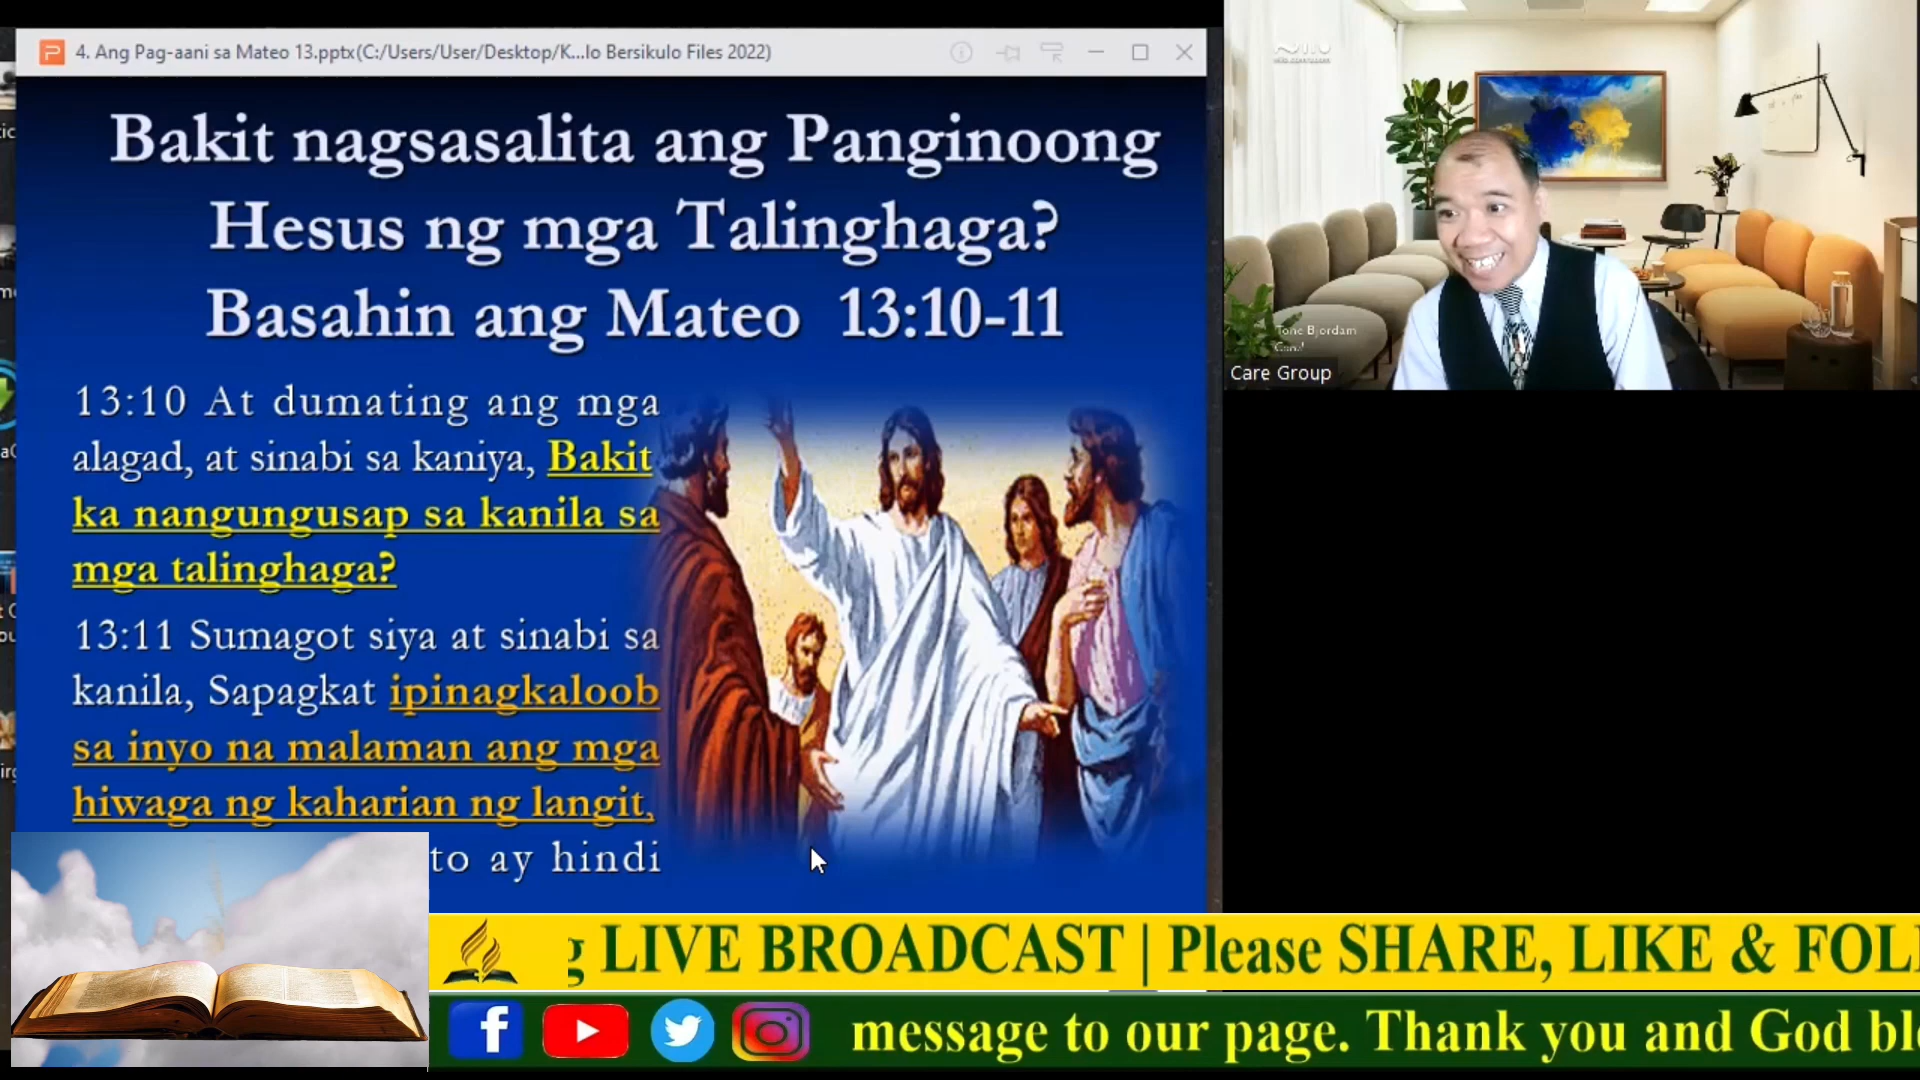 4. Ang Pag-aani sa Mateo 13.pptx(C:/Users/User/Desktop/K...lo Bersikulo Files 2022)
Bakit nagsasalita ang Panginoong
Hesus ng mga Talinghaga?
Basahin ang Mateo 13:10-11
13:10 At dumating ang mga
alagad, at sinabi sa kaniya, Bakit
ka nangungusap sa kanila sa
mga talinghaga?
13:11 Sumagot siya at sinabi sa
kanila, Sapagkat ipinagkaloob
sa inyo na malaman ang mga
hiwaga ng kaharian ng langit,
to ay hindi
Tone Bjordam
Care Group
g LIVE BROADCAST | Please SHARE, LIKE & FOL
message to our page. Thank you and God bl